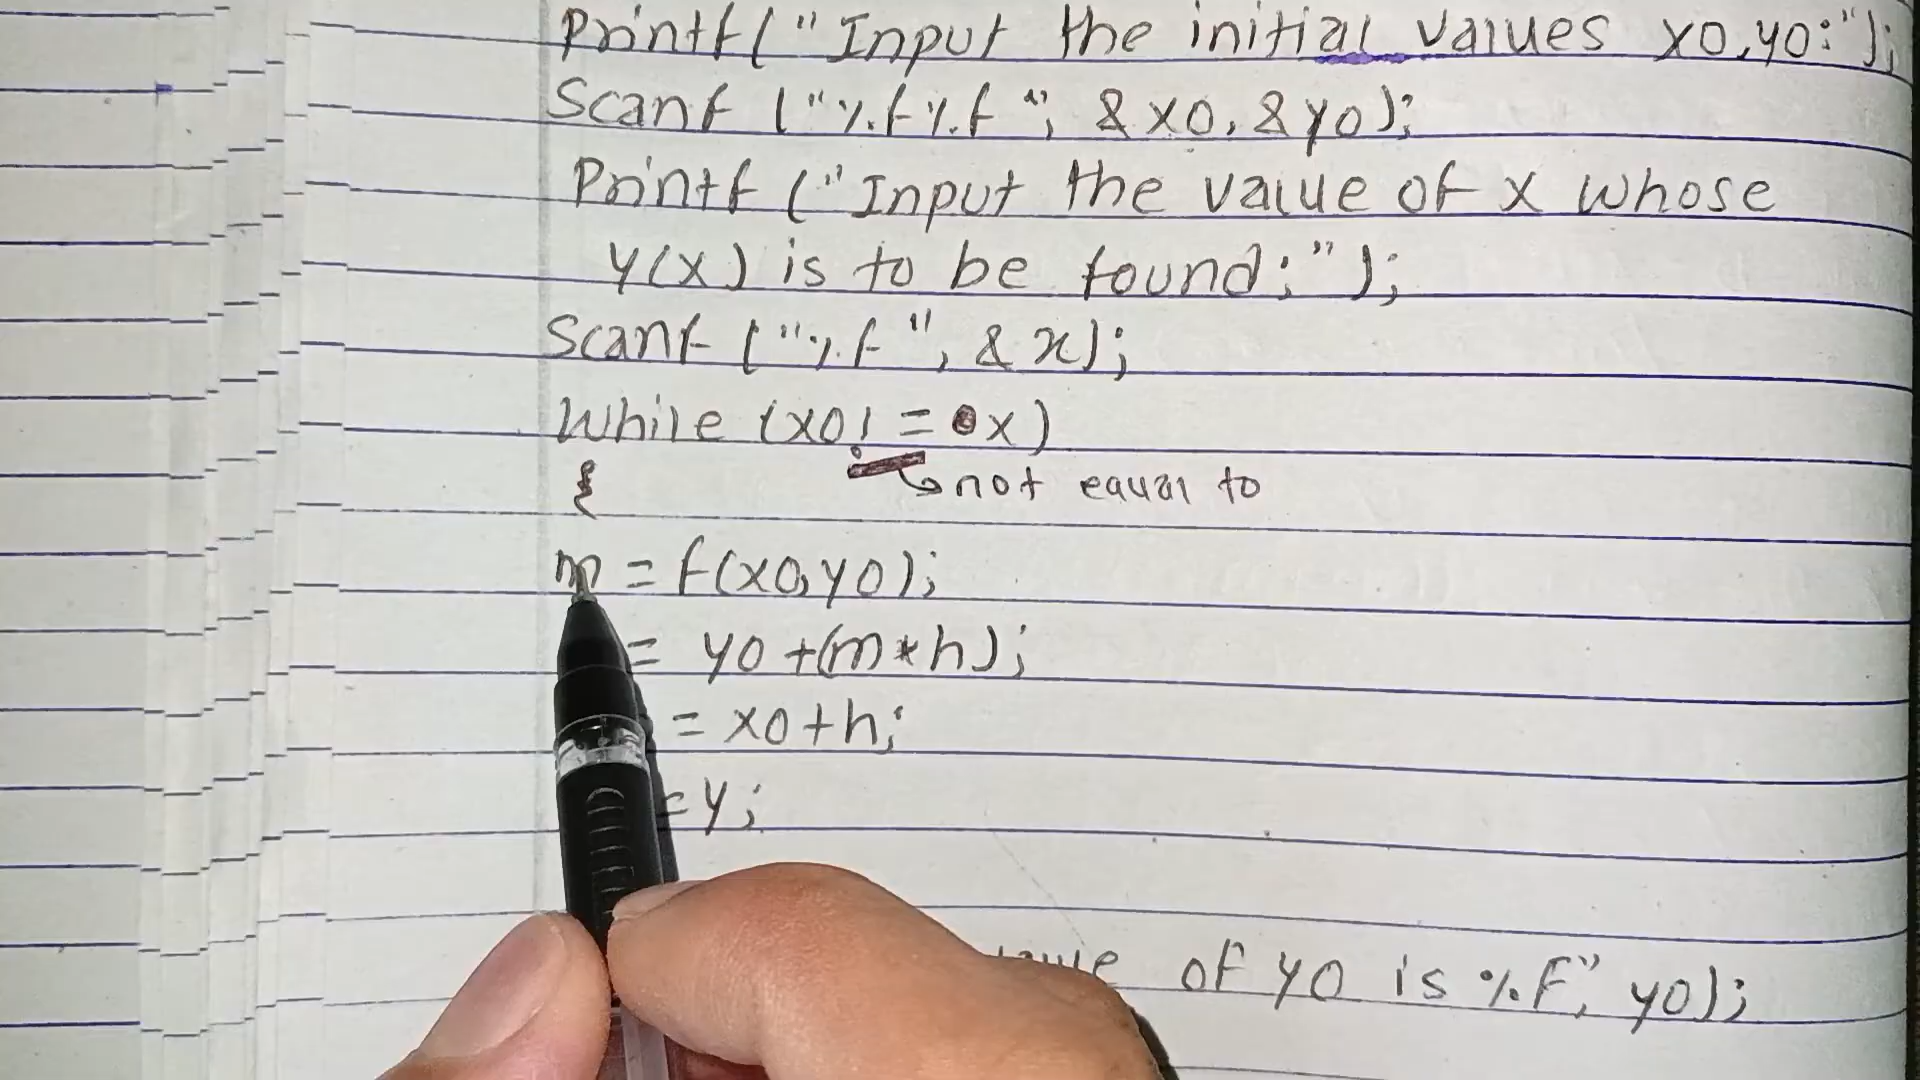 Printf("Input the initial values x0,y0:");
Scanf ("%f%f", &x0, &y0);
Printf ("Input the value of x whose
y(x) is to be found:");
Scanf ("%f", &x);
While (x0! = x)
{ not equal to
m = f(x0,y0);
= y0+(m*h);
= x0+h;
=y;
of y0 is %f", y0);